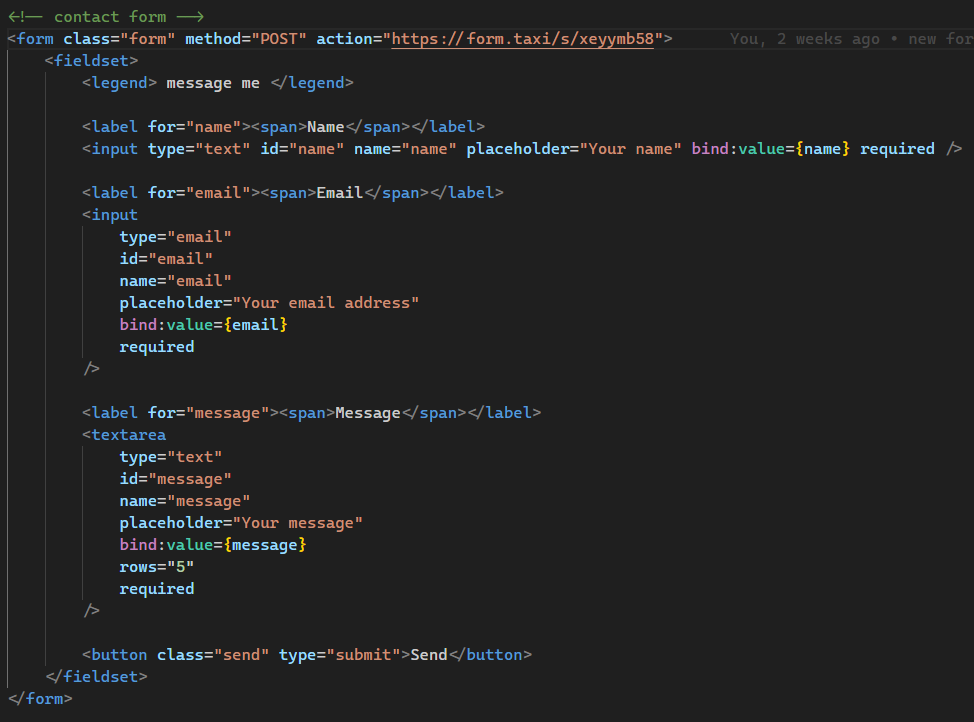 <!-- contact form -->
<form class="form" method="POST" action="https://form.taxi/s/xeyymb58"> You, 2 weeks ago • new for
<fieldset>
<legend> message me </legend>
<label for="name"><span>Name</span></label>
<input type="text" id="name" name="name" placeholder="Your name" bind:value={name} required />
<label for="email"><span>Email</span></label>
<input
type="email"
id="email"
name="email"
placeholder="Your email address"
bind:value={email}
required
/>
<label for="message"><span>Message</span></label>
<textarea
type="text"
id="message"
name="message"
placeholder="Your message"
bind:value={message}
rows="5"
required
/>
<button class="send" type="submit">Send</button>
</fieldset>
</form>